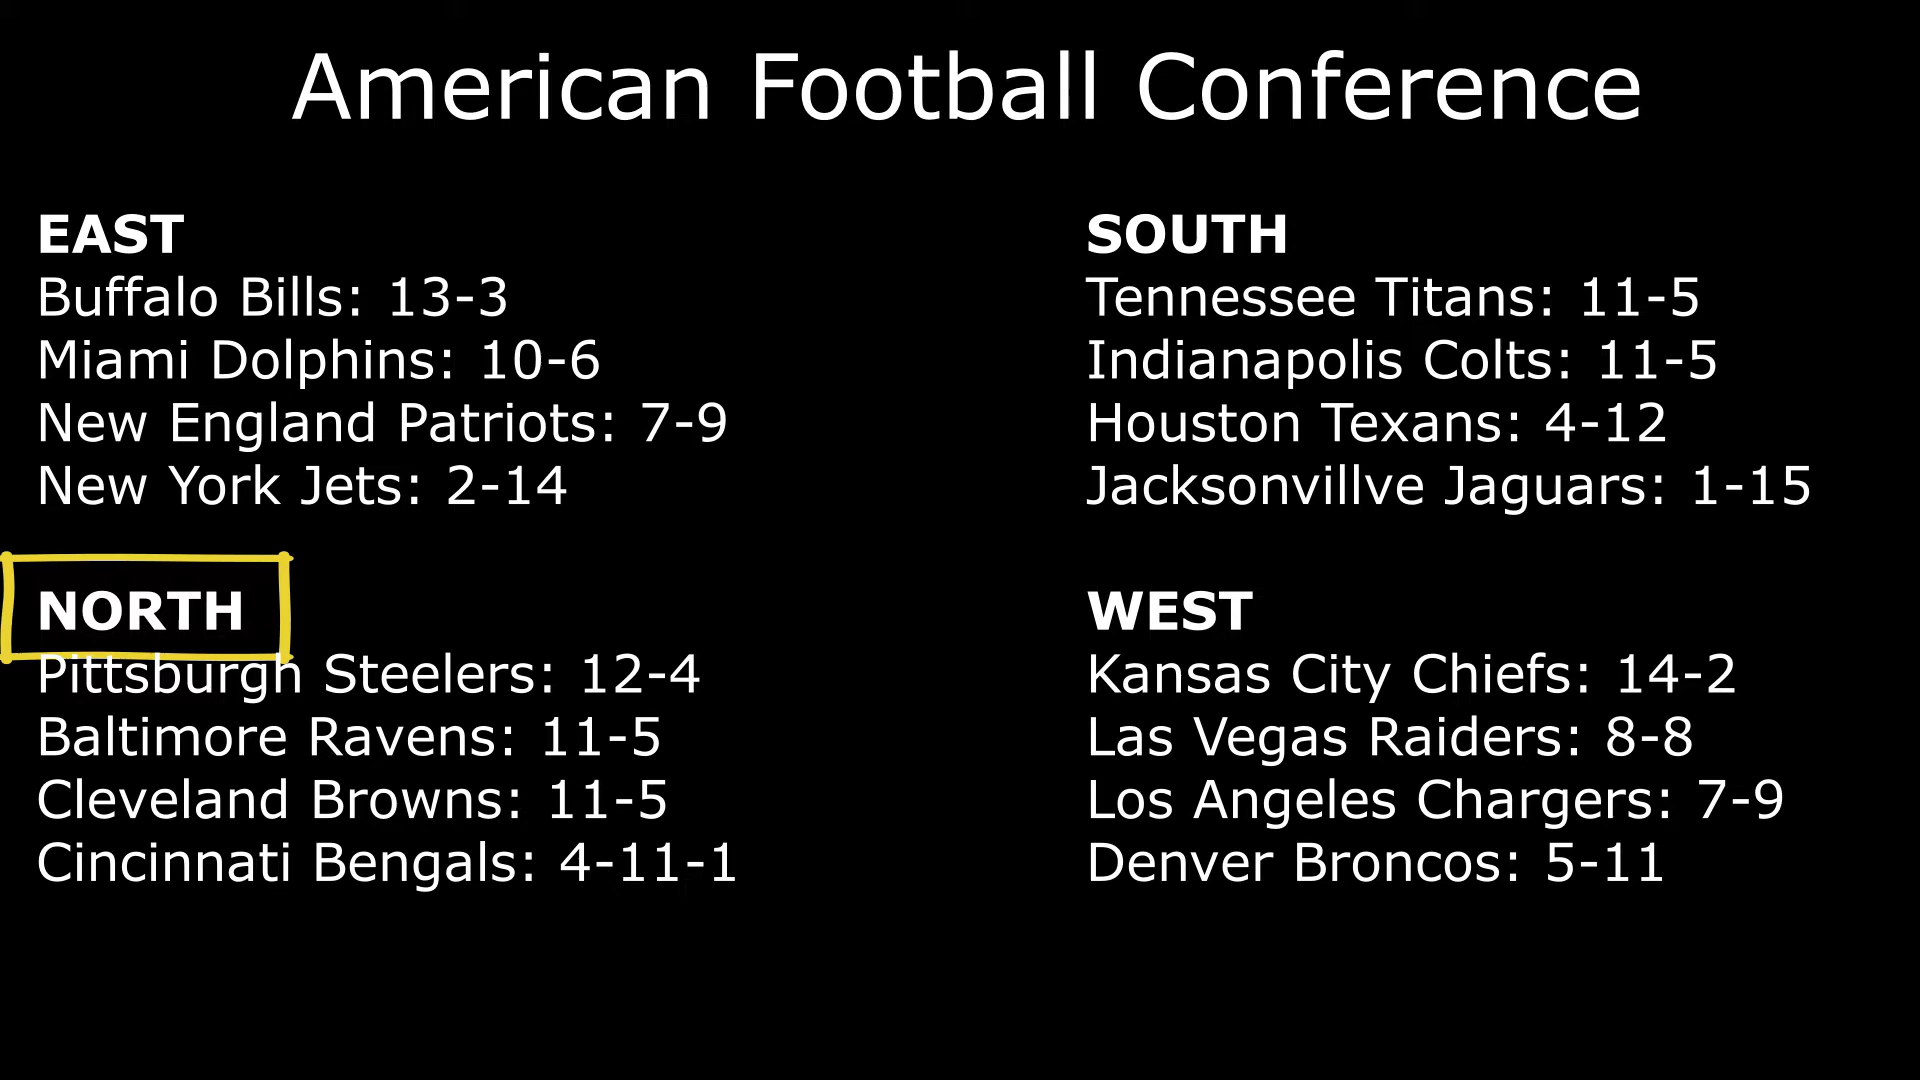 American Football Conference
EAST
Buffalo Bills: 13-3
Miami Dolphins: 10-6
New England Patriots: 7-9
New York Jets: 2-14
NORTH
Pittsburgh Steelers: 12-4
Baltimore Ravens: 11-5
Cleveland Browns: 11-5
Cincinnati Bengals: 4-11-1
SOUTH
Tennessee Titans: 11-5
Indianapolis Colts: 11-5
Houston Texans: 4-12
Jacksonvillve Jaguars: 1-15
WEST
Kansas City Chiefs: 14-2
Las Vegas Raiders: 8-8
Los Angeles Chargers: 7-9
Denver Broncos: 5-11